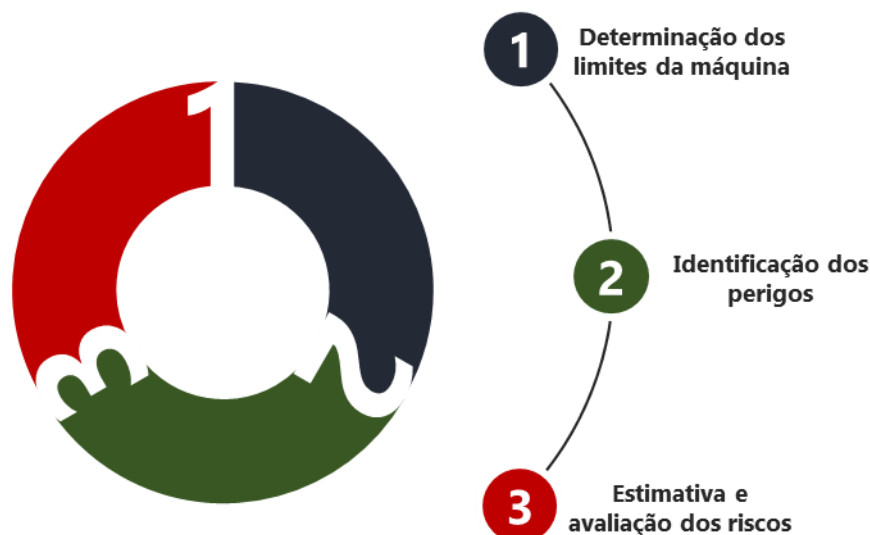 1
2
3
1
Determinação dos
limites da máquina
2
Identificação dos
perigos
3
Estimativa e
avaliação dos riscos